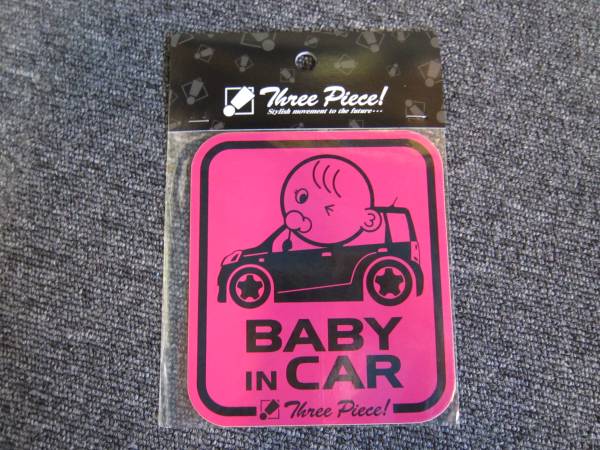 Three Piece!
Stylish movement to the future···
BABY
IN CAR
Three Piece!